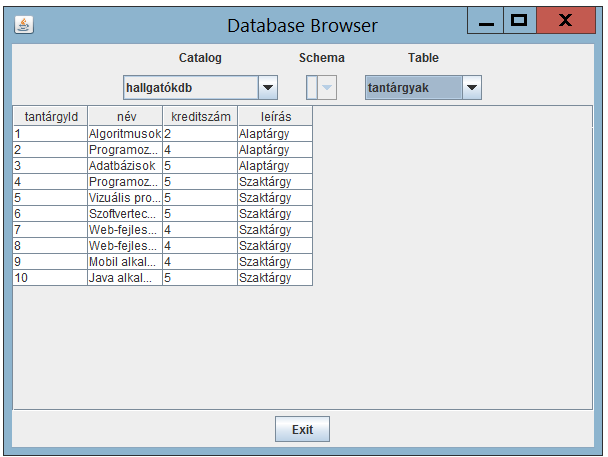 Database Browser
Catalog Schema Table
hallgatókdb tantárgyak
tantárgyId név kreditszám leírás
1 Algoritmusok 2 Alaptárgy
2 Programoz... 4 Alaptárgy
3 Adatbázisok 5 Alaptárgy
4 Programoz... 5 Szaktárgy
5 Vizuális pro... 5 Szaktárgy
6 Szoftvertec... 5 Szaktárgy
7 Web-fejles... 4 Szaktárgy
8 Web-fejles... 4 Szaktárgy
9 Mobil alkal... 4 Szaktárgy
10 Java alkal... 5 Szaktárgy
Exit